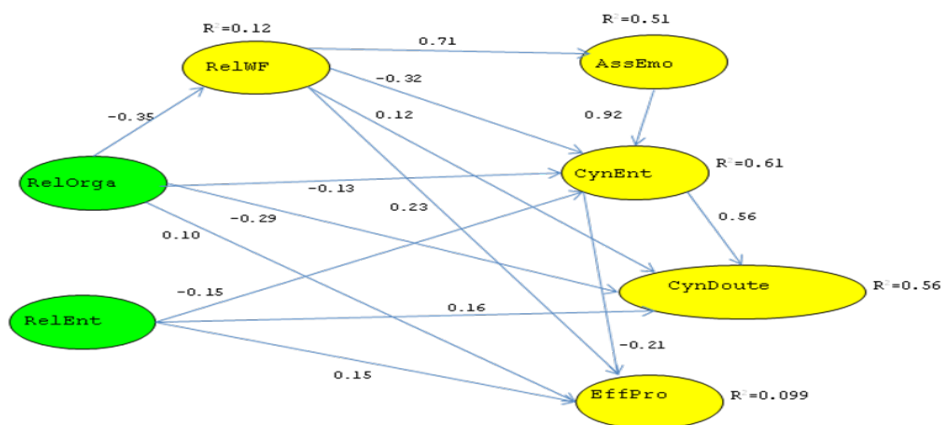 R²=0.12
R²=0.51
0.71
RelWF
AssEmo
-0.32
-0.35
0.12
0.92
R²=0.61
CynEnt
RelOrga
-0.13
-0.29
0.23
0.56
0.10
CynDoute
R²=0.56
-0.15
0.16
RelEnt
-0.21
0.15
EffPro
R²=0.099